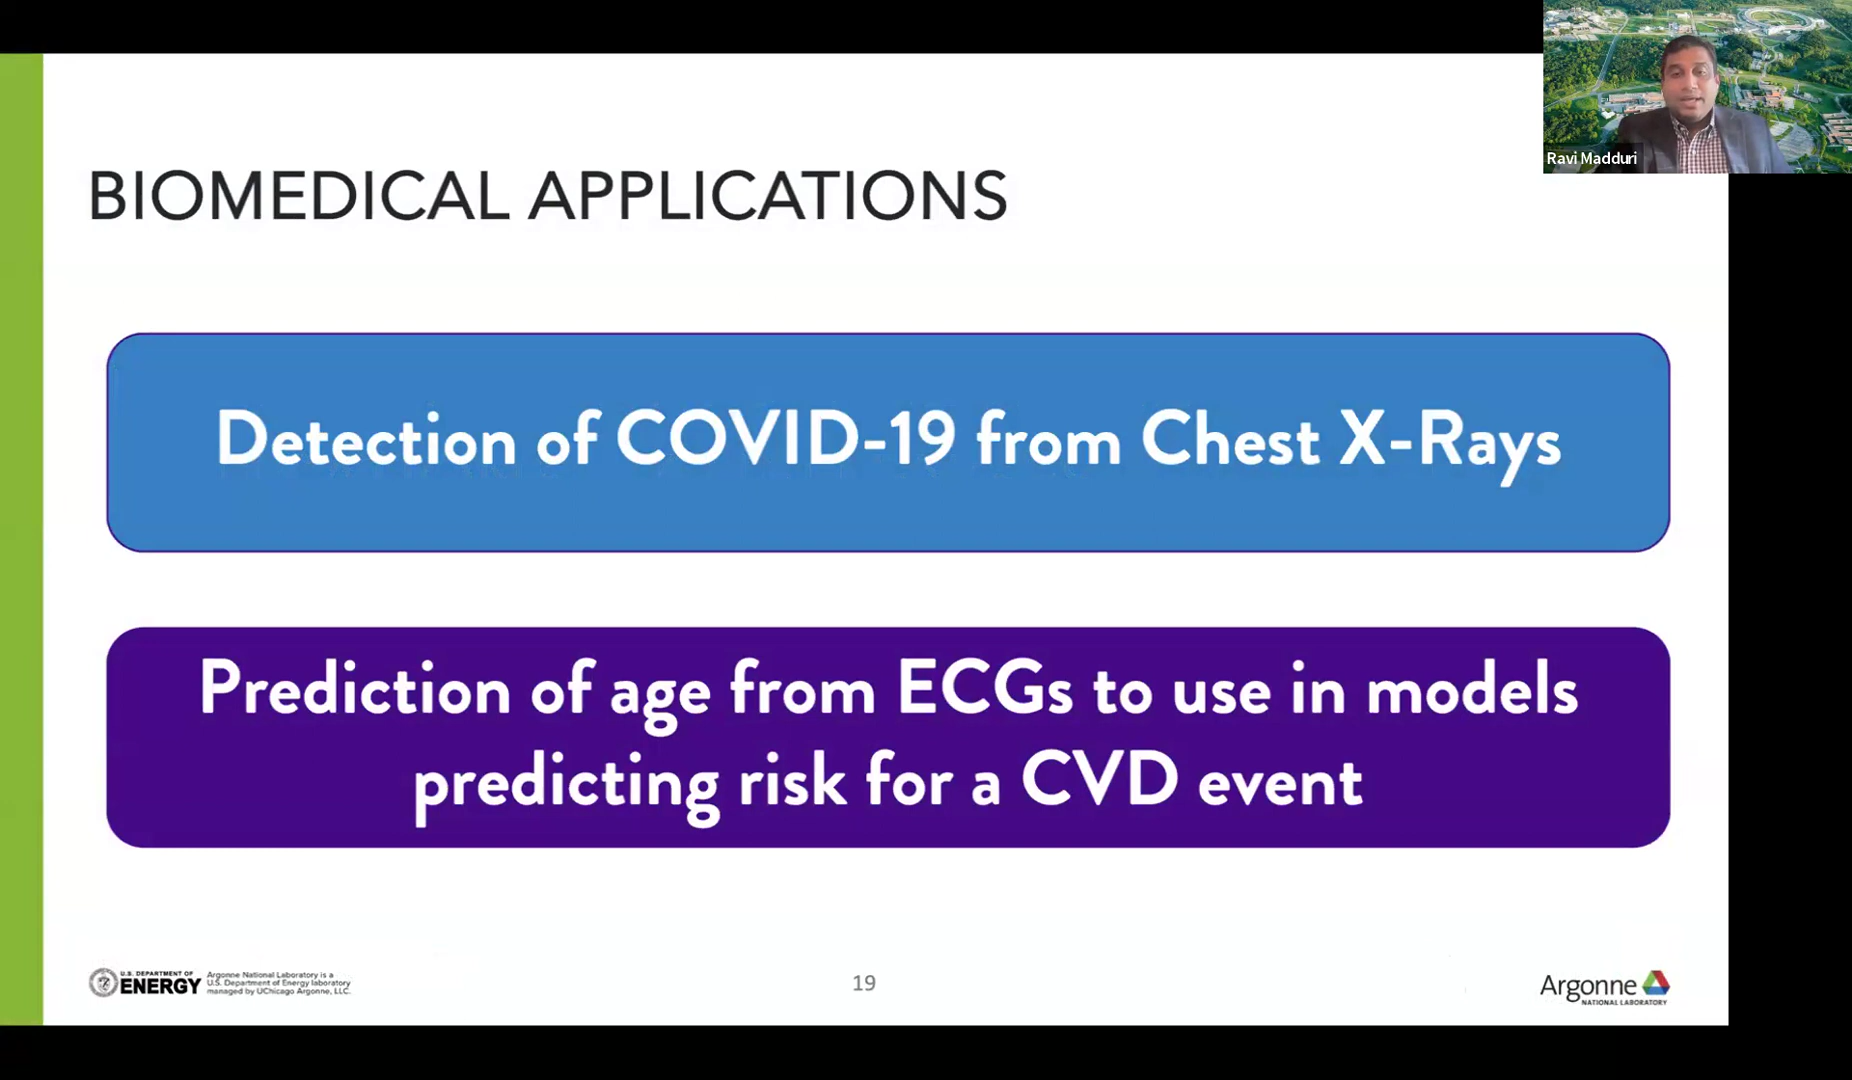 Ravi Madduri
BIOMEDICAL APPLICATIONS
Detection of COVID-19 from Chest X-Rays
Prediction of age from ECGs to use in models
predicting risk for a CVD event
U.S. DEPARTMENT OF
ENERGY
Argonne National Laboratory is a
U.S. Department of Energy laboratory
managed by UChicago Argonne, LLC.
19
Argonne
NATIONAL LABORATORY